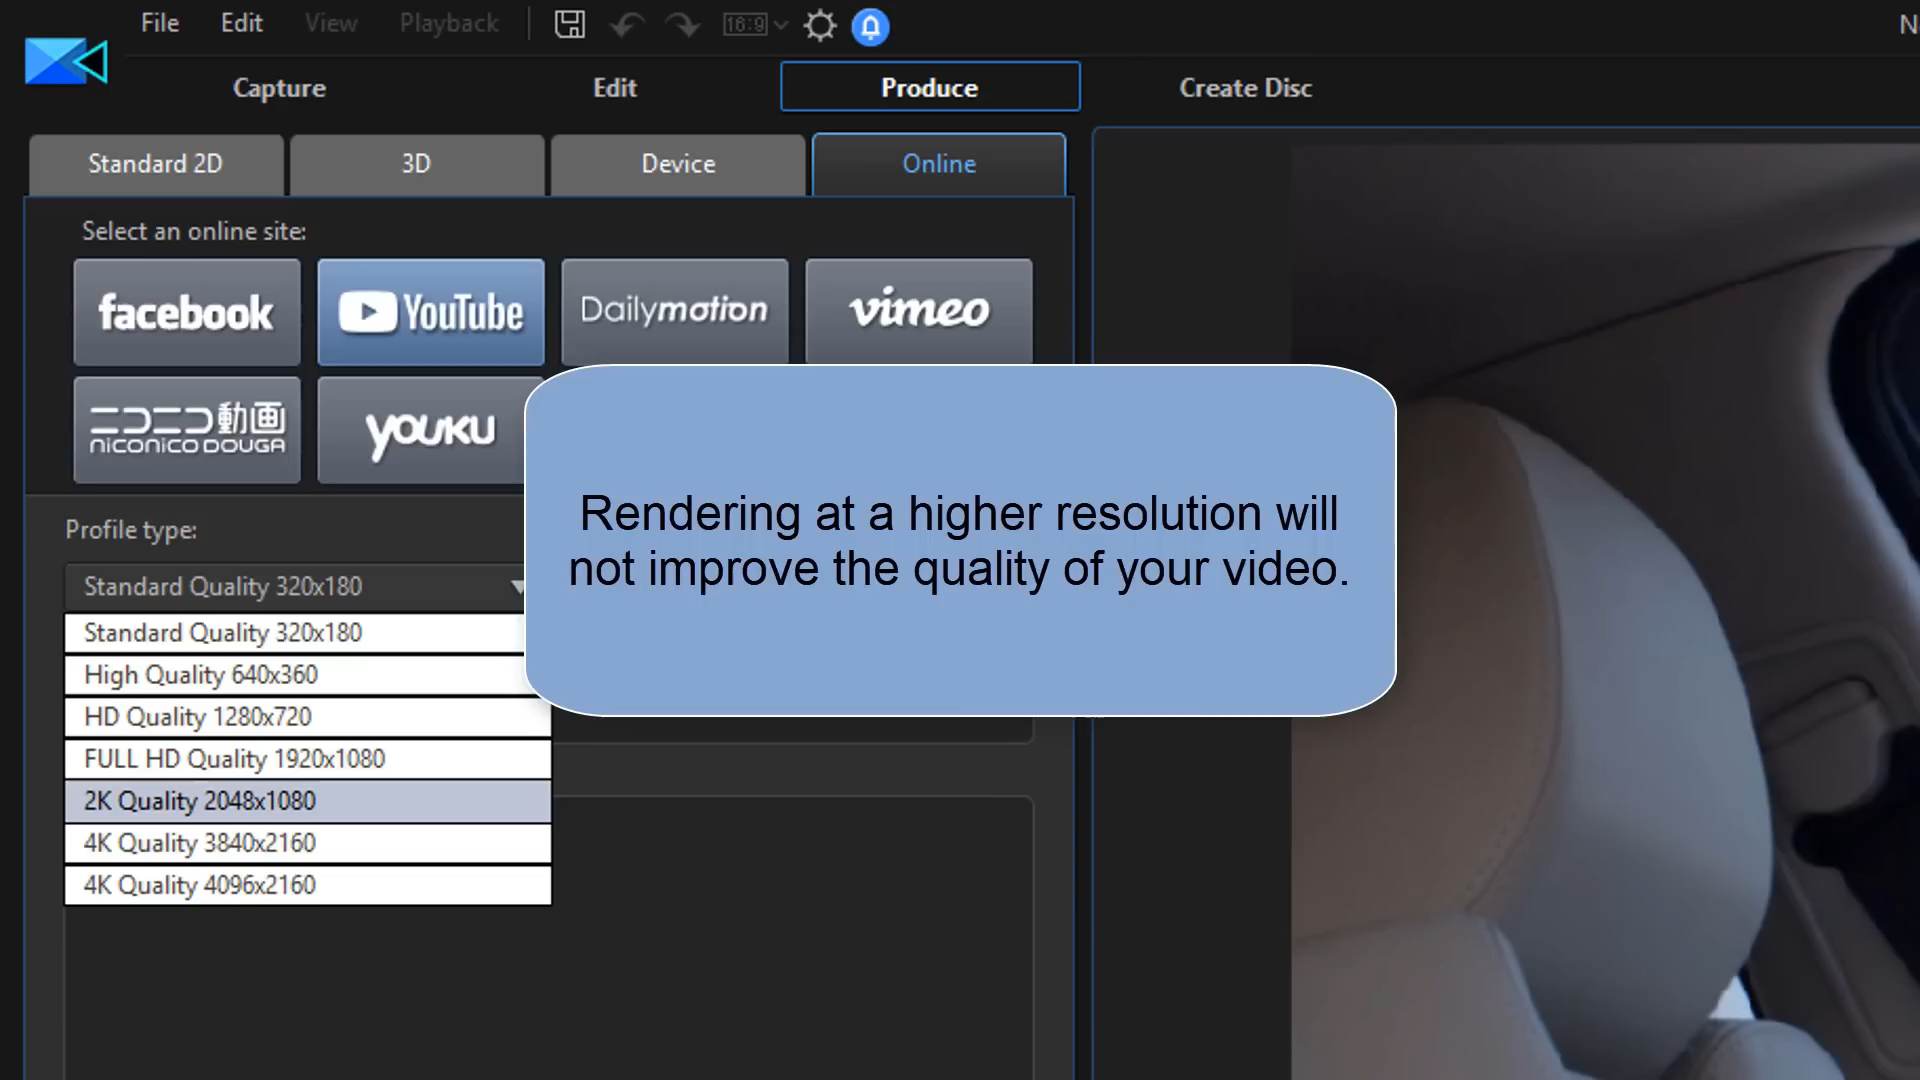 File Edit View Playback 16:9
Capture Edit Produce Create Disc
Standard 2D 3D Device Online
Select an online site:
facebook YouTube Dailymotion vimeo
ニコニコ動画
niconico douga
youku
Rendering at a higher resolution will
not improve the quality of your video.
Profile type:
Standard Quality 320x180
Standard Quality 320x180
High Quality 640x360
HD Quality 1280x720
FULL HD Quality 1920x1080
2K Quality 2048x1080
4K Quality 3840x2160
4K Quality 4096x2160